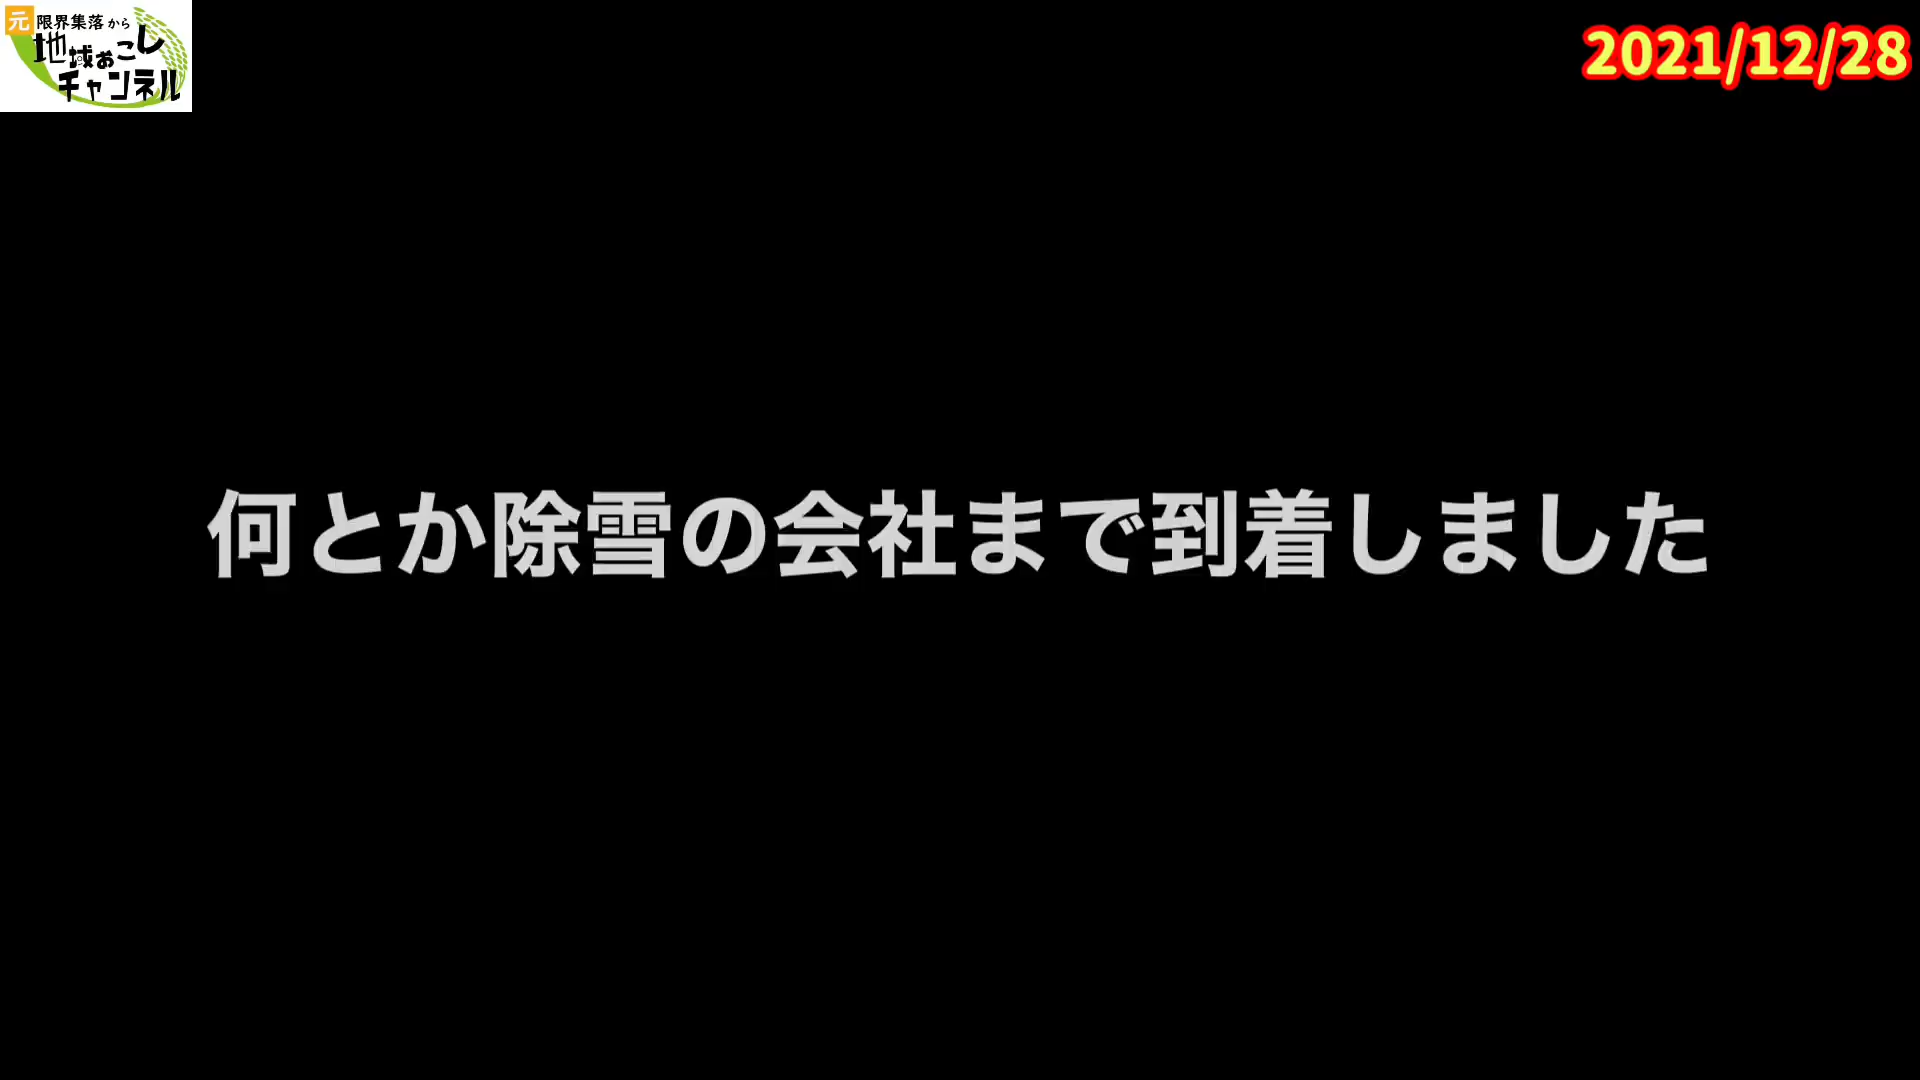 元 限界集落から
地域おこし
チャンネル
2021/12/28
何とか除雪の会社まで到着しました